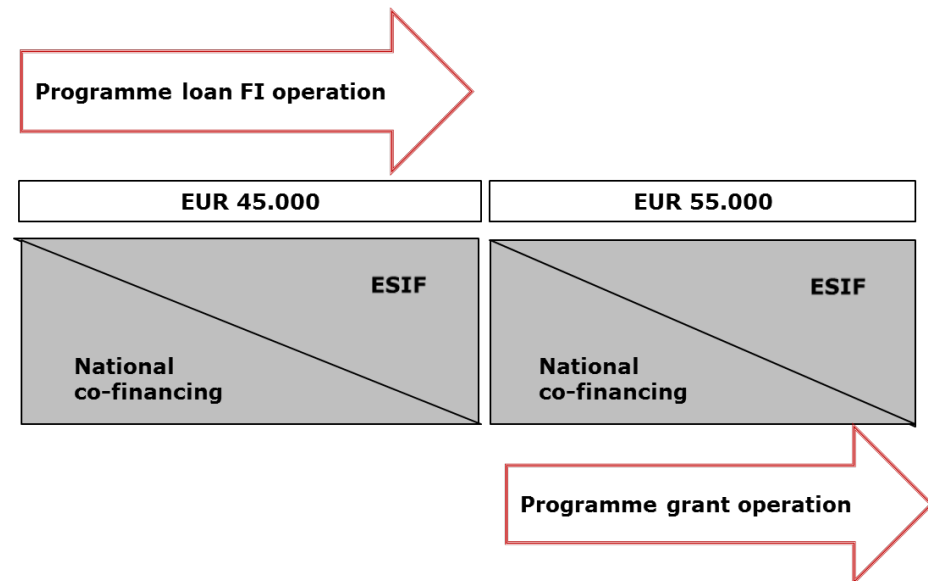 Programme loan FI operation
EUR 45.000
EUR 55.000
ESIF
National
co-financing
ESIF
National
co-financing
Programme grant operation